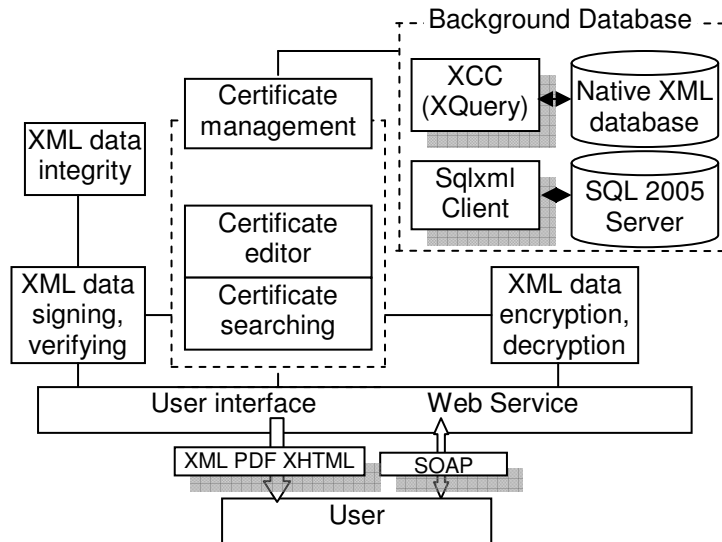 Background Database
Certificate
management
XCC
(XQuery)
Native XML
database
XML data
integrity
Sqlxml
Client
SQL 2005
Server
Certificate
editor
XML data
signing,
verifying
Certificate
searching
XML data
encryption,
decryption
User interface
Web Service
XML PDF XHTML
SOAP
User